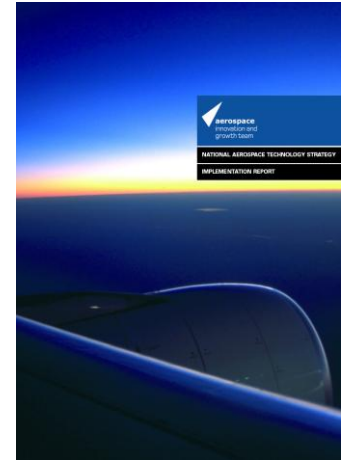 aerospace
innovation and
growth team
NATIONAL AEROSPACE TECHNOLOGY STRATEGY
IMPLEMENTATION REPORT